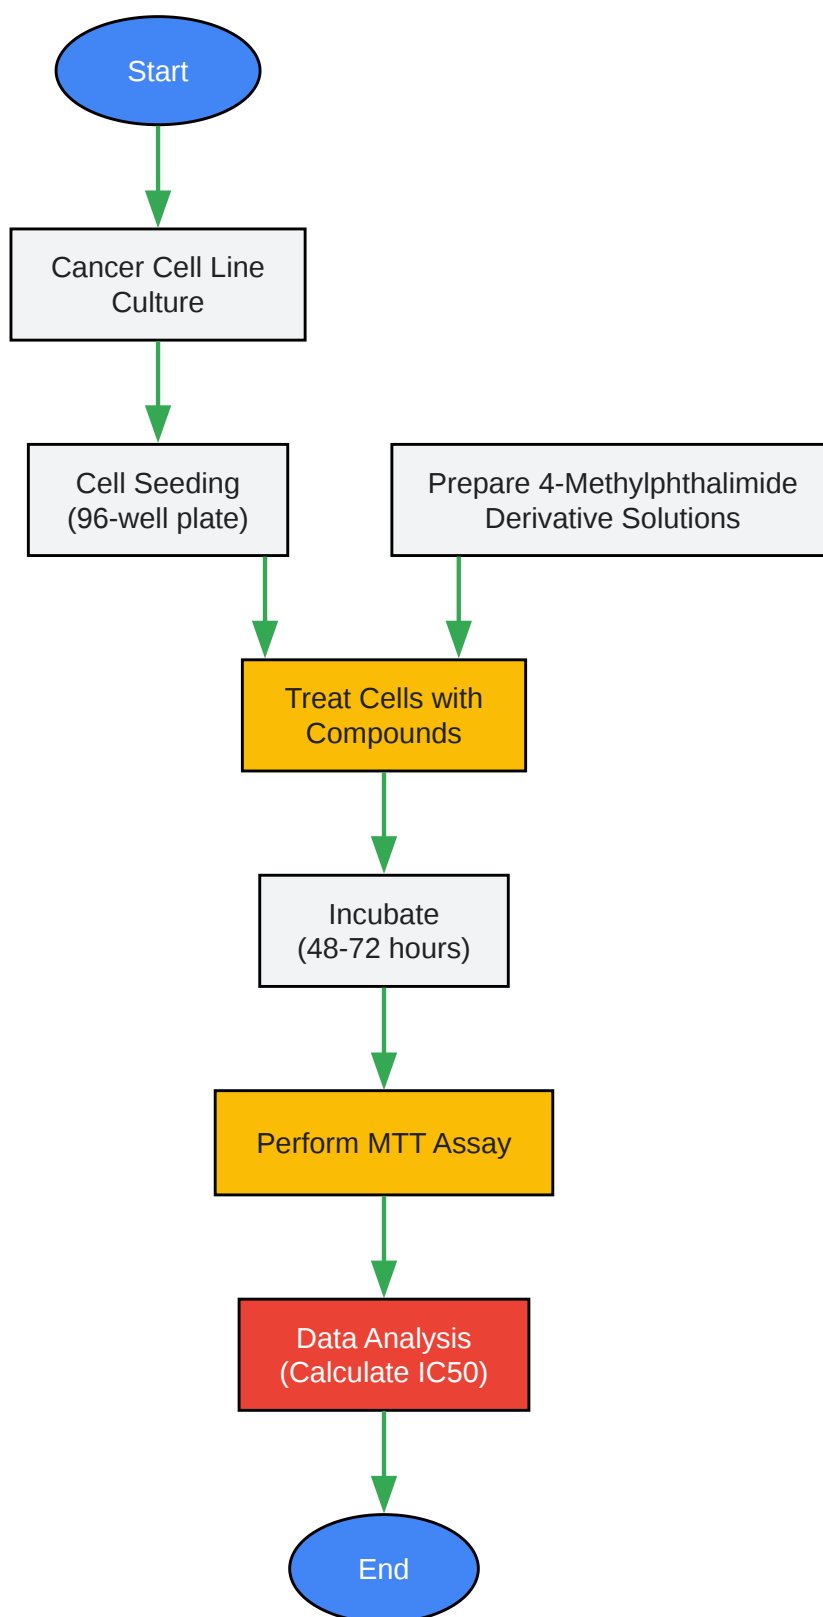 Start
Cancer Cell Line
Culture
Cell Seeding
(96-well plate)
Prepare 4-Methylphthalimide
Derivative Solutions
Treat Cells with
Compounds
Incubate
(48-72 hours)
Perform MTT Assay
Data Analysis
(Calculate IC50)
End